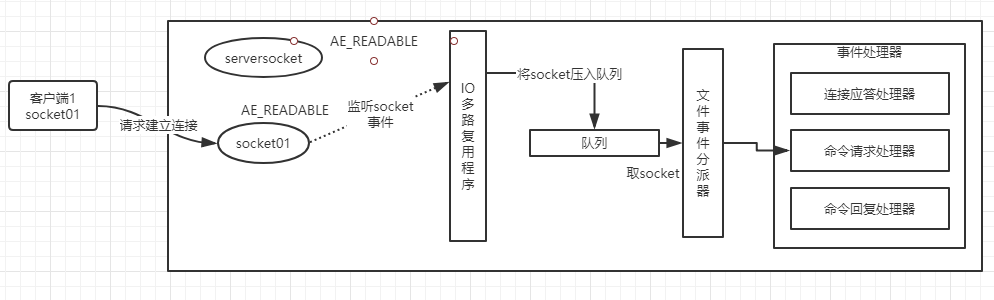 AE_READABLE
serversocket
客户端1
socket01
请求建立连接
AE_READABLE
socket01
监听socket
事件
IO
多
路
复
用
程
序
将socket压入队列
队列
取socket
文
件
事
件
分
派
器
事件处理器
连接应答处理器
命令请求处理器
命令回复处理器